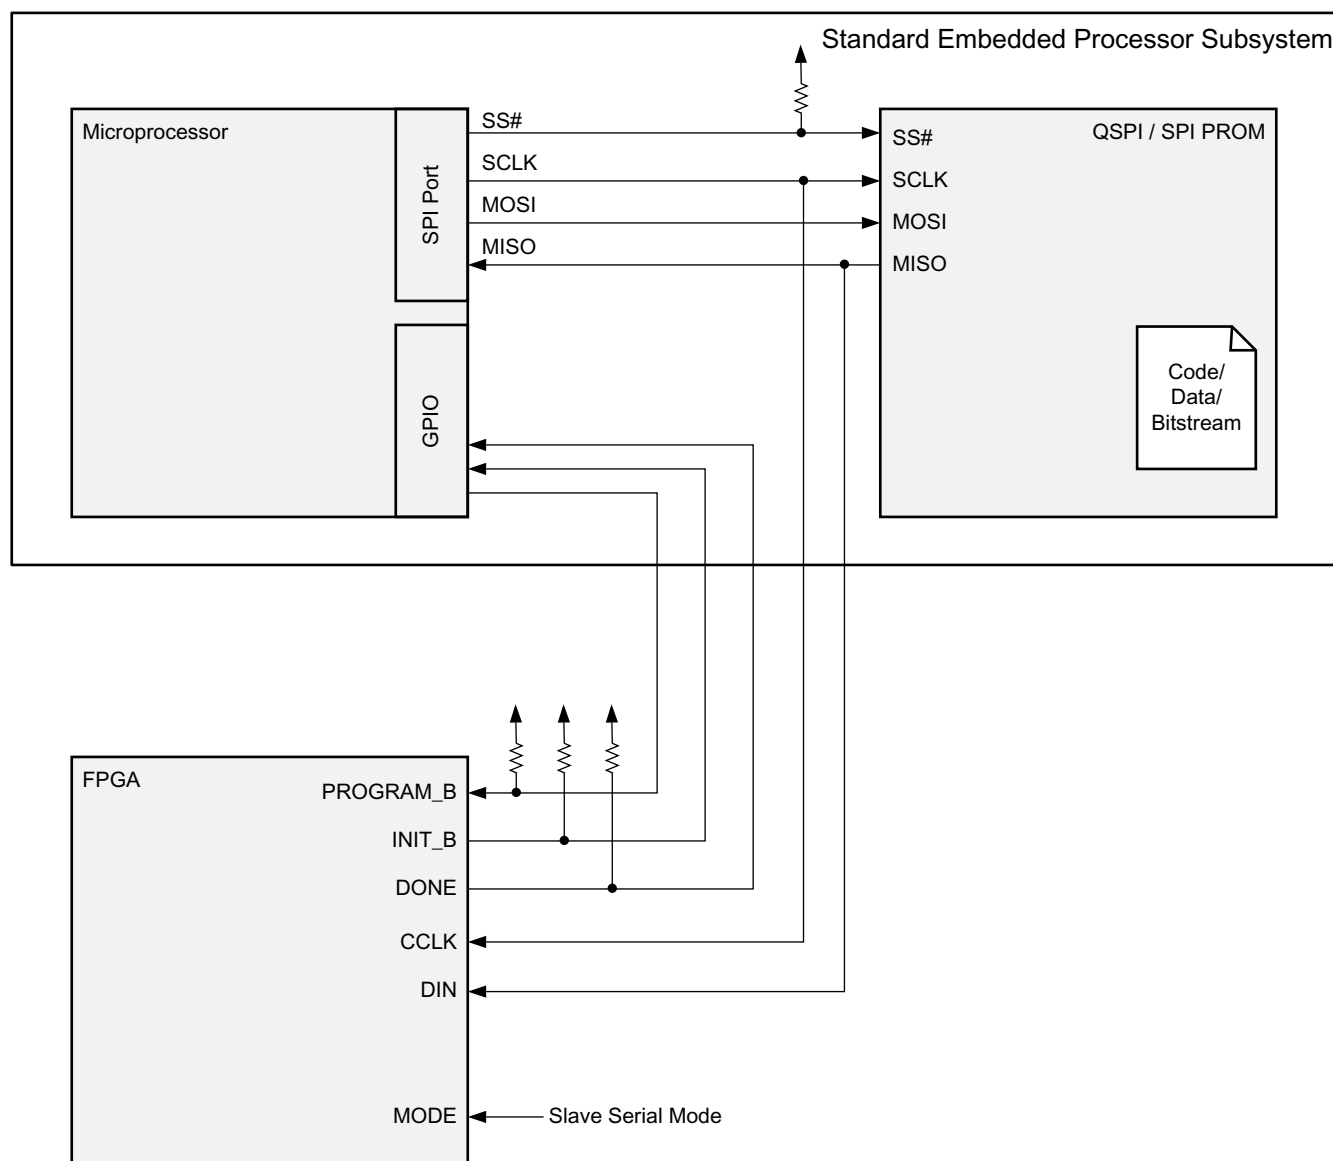 Standard Embedded Processor Subsystem
Microprocessor
SPI Port
SS#
SCLK
MOSI
MISO
QSPI / SPI PROM
SS#
SCLK
MOSI
MISO
Code/
Data/
Bitstream
GPIO
FPGA
PROGRAM_B
INIT_B
DONE
CCLK
DIN
MODE
Slave Serial Mode